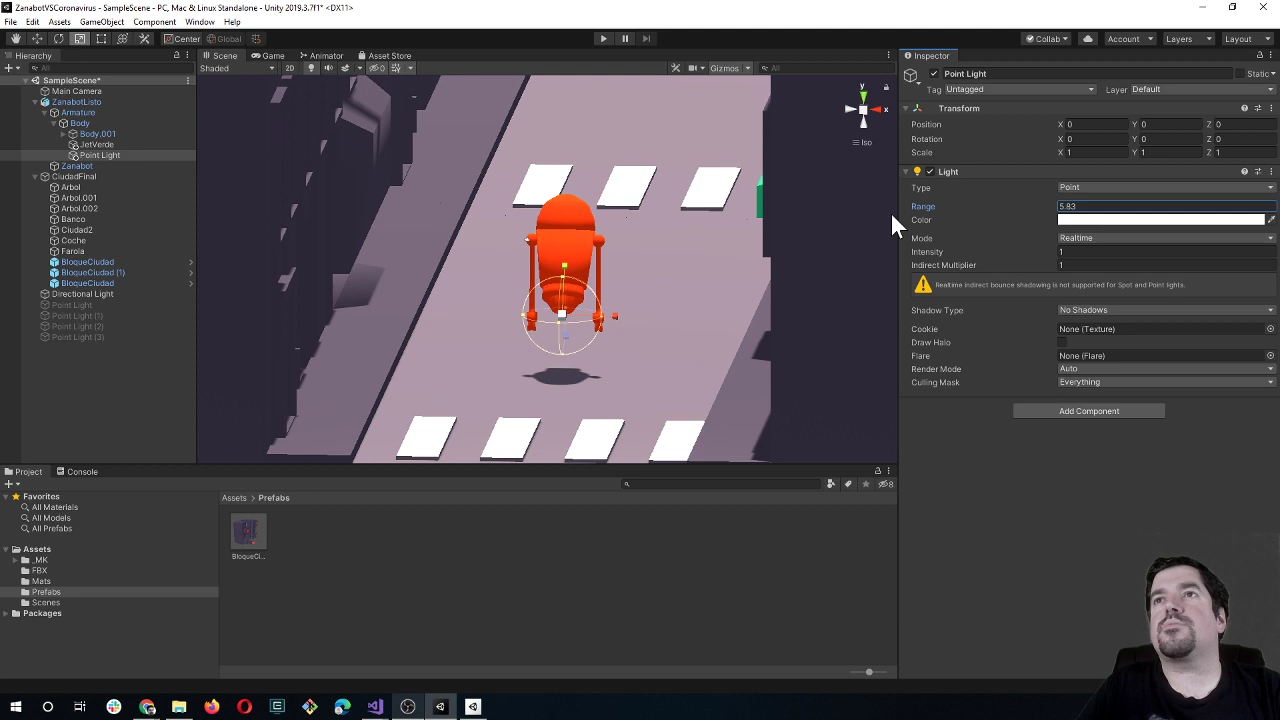 ZanabotVSCoronavirus - SampleScene - PC, Mac & Linux Standalone - Unity 2019.3.7f1* <DX11>
File Edit Assets GameObject Component Window Help
Center Global Collab Account Layers Layout
Hierarchy
All
SampleScene*
Main Camera
ZanabotListo
Armature
Body
Body.001
JetVerde
Point Light
Zanabot
CiudadFinal
Arbol
Arbol.001
Arbol.002
Banco
Ciudad2
Coche
Farola
BloqueCiudad
BloqueCiudad (1)
BloqueCiudad
Directional Light
Point Light
Point Light (1)
Point Light (2)
Point Light (3)
Scene Game Animator Asset Store
Shaded 2D 0 Gizmos All
y
x
Iso
Inspector
Point Light Static
Tag Untagged Layer Default
Transform
Position X 0 Y 0 Z 0
Rotation X 0 Y 0 Z 0
Scale X 1 Y 1 Z 1
Light
Type Point
Range 5.83
Color
Mode Realtime
Intensity 1
Indirect Multiplier 1
Realtime indirect bounce shadowing is not supported for Spot and Point lights.
Shadow Type No Shadows
Cookie None (Texture)
Draw Halo
Flare None (Flare)
Render Mode Auto
Culling Mask Everything
Add Component
Project Console
8
Favorites
All Materials
All Models
All Prefabs
Assets
_MK
FBX
Mats
Prefabs
Scenes
Packages
Assets > Prefabs
BloqueCi...